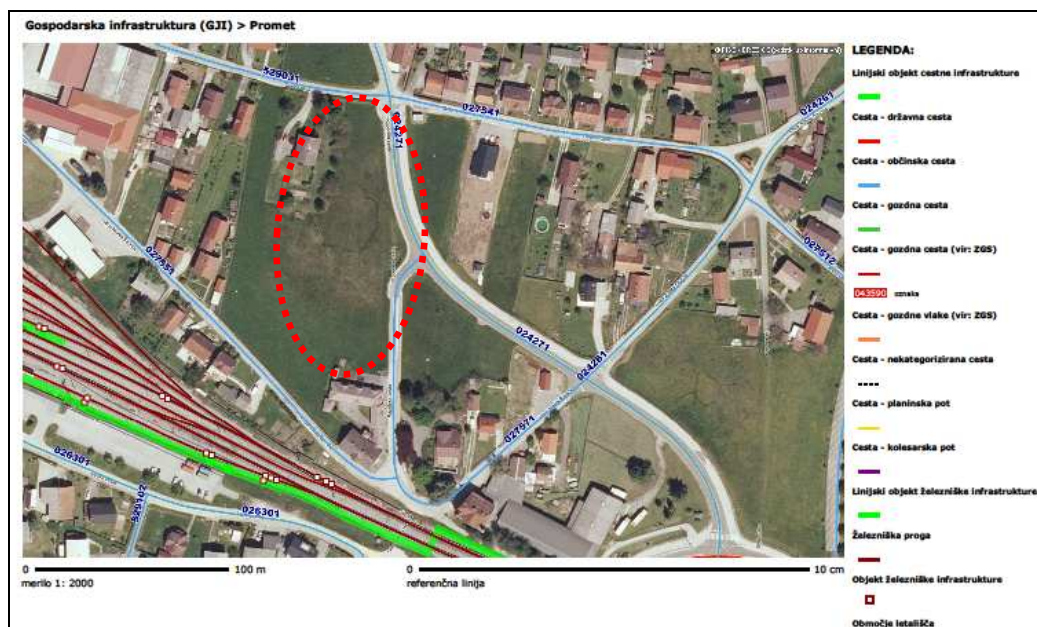 Gospodarska infrastruktura (GJI) > Promet
LEGENDA:
Linijski objekt cestne infrastrukture
Cesta - državna cesta
Cesta - občinska cesta
Cesta - gozdna cesta
Cesta - gozdna cesta (vir: ZGS)
043590 oznaka
Cesta - gozdne vlake (vir: ZGS)
Cesta - nekategorizirana cesta
Cesta - planinska pot
Cesta - kolesarska pot
Linijski objekt železniške infrastrukture
Železniška proga
Objekt železniške infrastrukture
Območje letališča
529031
027541
024271
024261
027551
027512
024271
024261
027571
026301
529102
026301
0 100 m
merilo 1: 2000
0 10 cm
referenčna linija